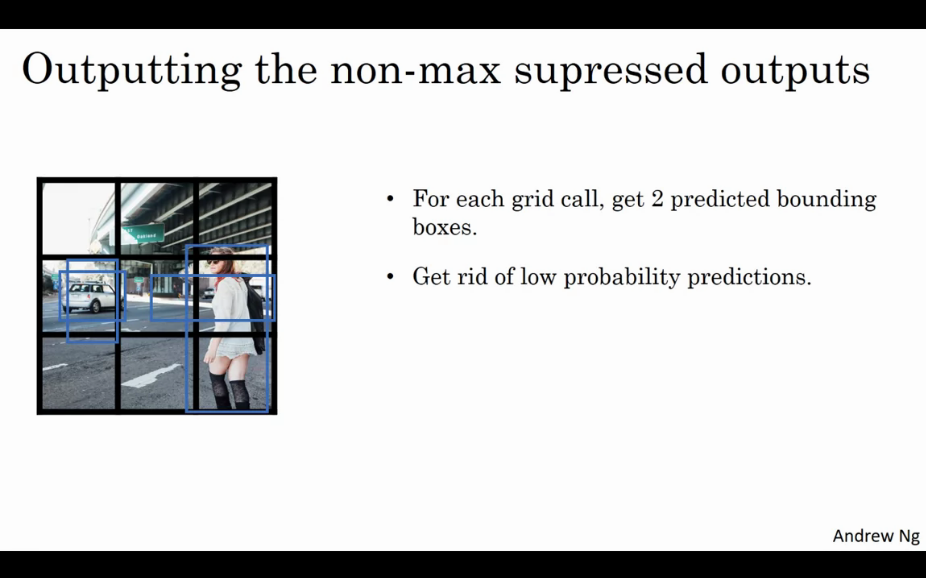 Outputting the non-max supressed outputs
• For each grid call, get 2 predicted bounding
boxes.
• Get rid of low probability predictions.
Andrew Ng